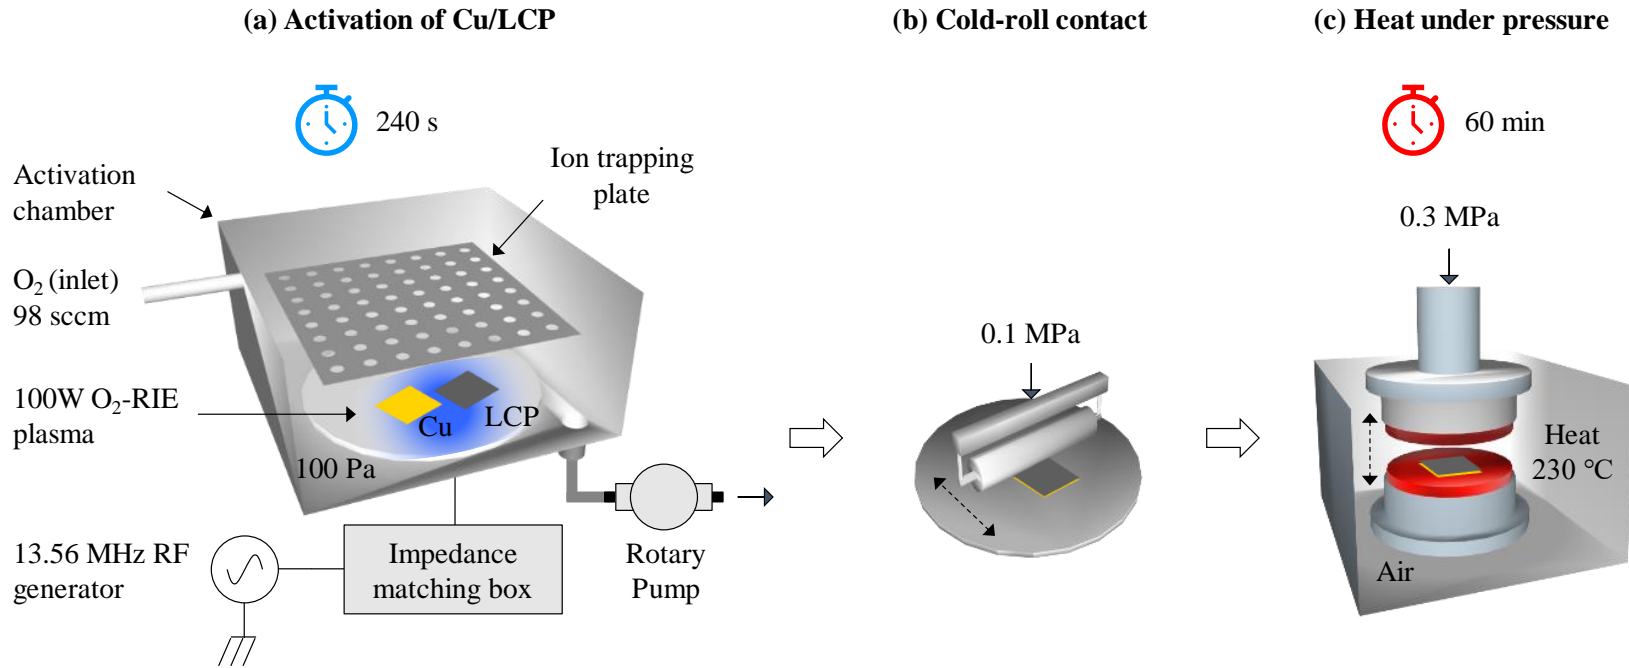 (a) Activation of Cu/LCP
240 s
Ion trapping
plate
Activation
chamber
O₂ (inlet)
98 sccm
100W O₂-RIE
plasma
Cu
LCP
100 Pa
13.56 MHz RF
generator
Impedance
matching box
Rotary
Pump
(b) Cold-roll contact
0.1 MPa
(c) Heat under pressure
60 min
0.3 MPa
Heat
230 °C
Air